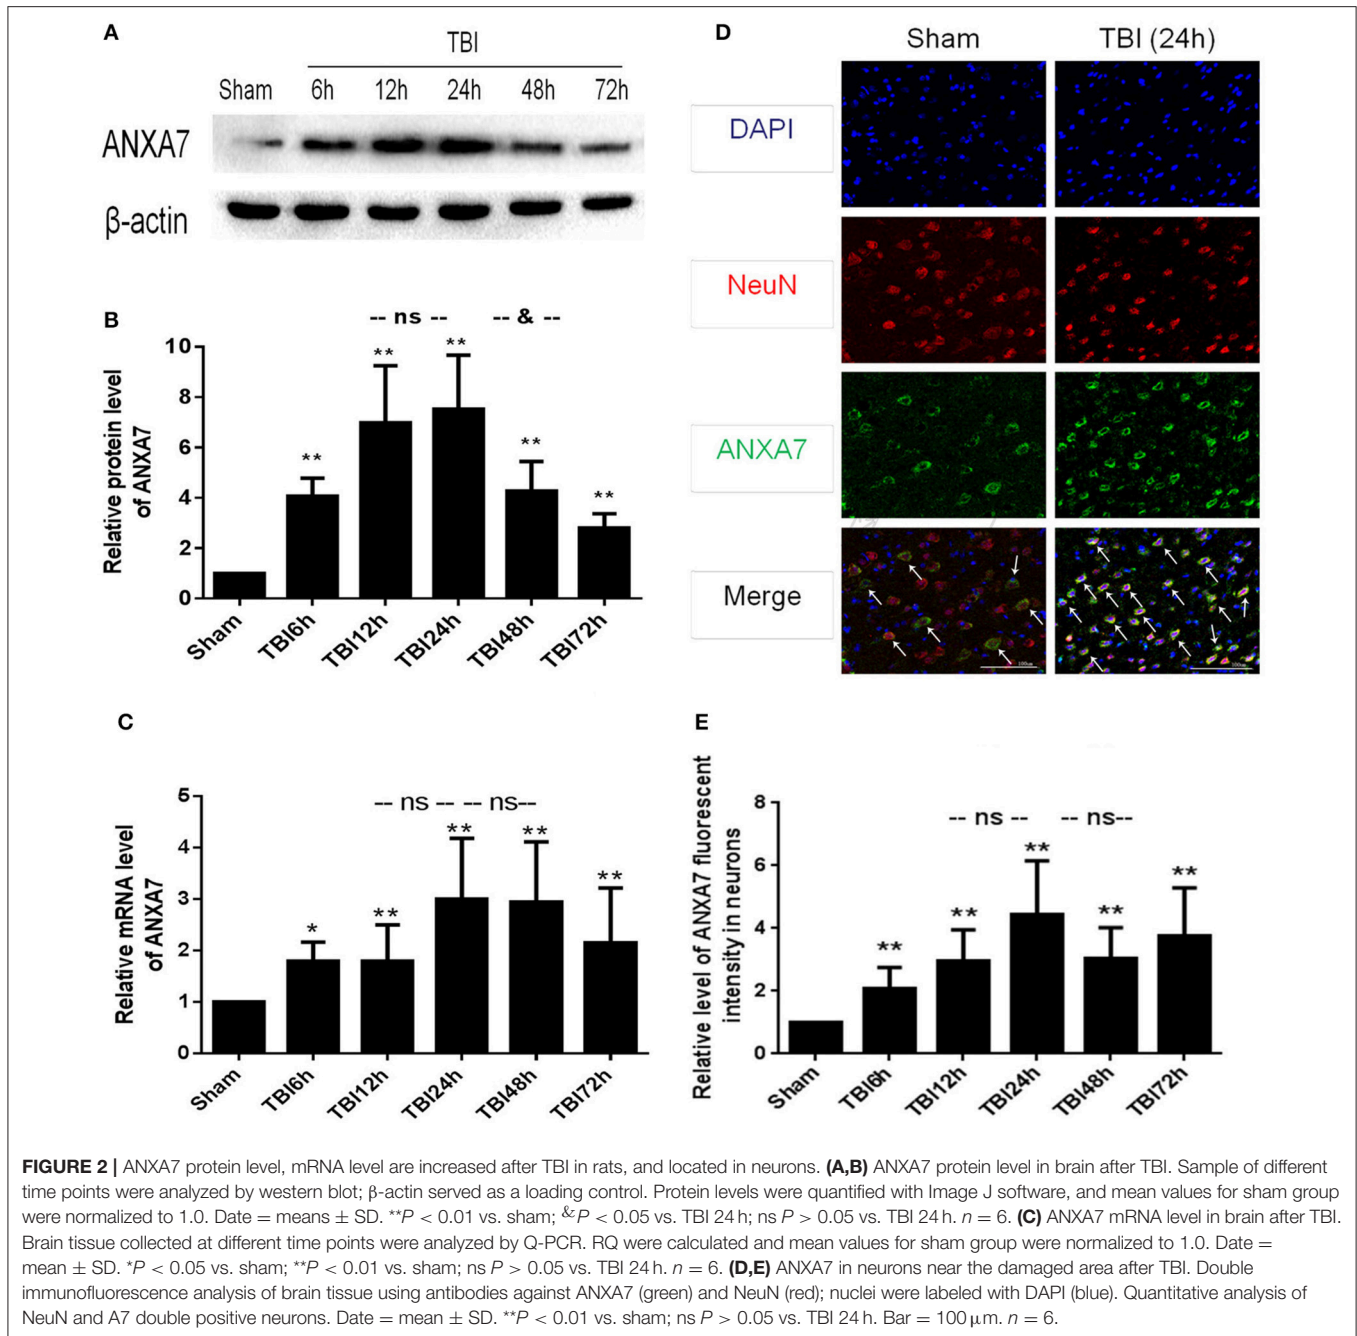 A
TBI
Sham 6h 12h 24h 48h 72h
ANXA7
β-actin
B
-- ns -- -- & --
Relative protein level
of ANXA7
10
8
6
4
2
0
** ** ** ** **
Sham TBI6h TBI12h TBI24h TBI48h TBI72h
C
-- ns -- -- ns--
Relative mRNA level
of ANXA7
5
4
3
2
1
0
* ** ** ** **
Sham TBI6h TBI12h TBI24h TBI48h TBI72h
D
Sham TBI (24h)
DAPI
NeuN
ANXA7
Merge
100um 100um
E
-- ns -- -- ns--
Relative level of ANXA7 fluorescent
intensity in neurons
8
6
4
2
0
** ** ** ** **
Sham TBI6h TBI12h TBI24h TBI48h TBI72h
FIGURE 2 | ANXA7 protein level, mRNA level are increased after TBI in rats, and located in neurons. (A,B) ANXA7 protein level in brain after TBI. Sample of different
time points were analyzed by western blot; β-actin served as a loading control. Protein levels were quantified with Image J software, and mean values for sham group
were normalized to 1.0. Date = means ± SD. **P < 0.01 vs. sham; &P < 0.05 vs. TBI 24 h; ns P > 0.05 vs. TBI 24 h. n = 6. (C) ANXA7 mRNA level in brain after TBI.
Brain tissue collected at different time points were analyzed by Q-PCR. RQ were calculated and mean values for sham group were normalized to 1.0. Date =
mean ± SD. *P < 0.05 vs. sham; **P < 0.01 vs. sham; ns P > 0.05 vs. TBI 24 h. n = 6. (D,E) ANXA7 in neurons near the damaged area after TBI. Double
immunofluorescence analysis of brain tissue using antibodies against ANXA7 (green) and NeuN (red); nuclei were labeled with DAPI (blue). Quantitative analysis of
NeuN and A7 double positive neurons. Date = mean ± SD. **P < 0.01 vs. sham; ns P > 0.05 vs. TBI 24 h. Bar = 100 μm. n = 6.